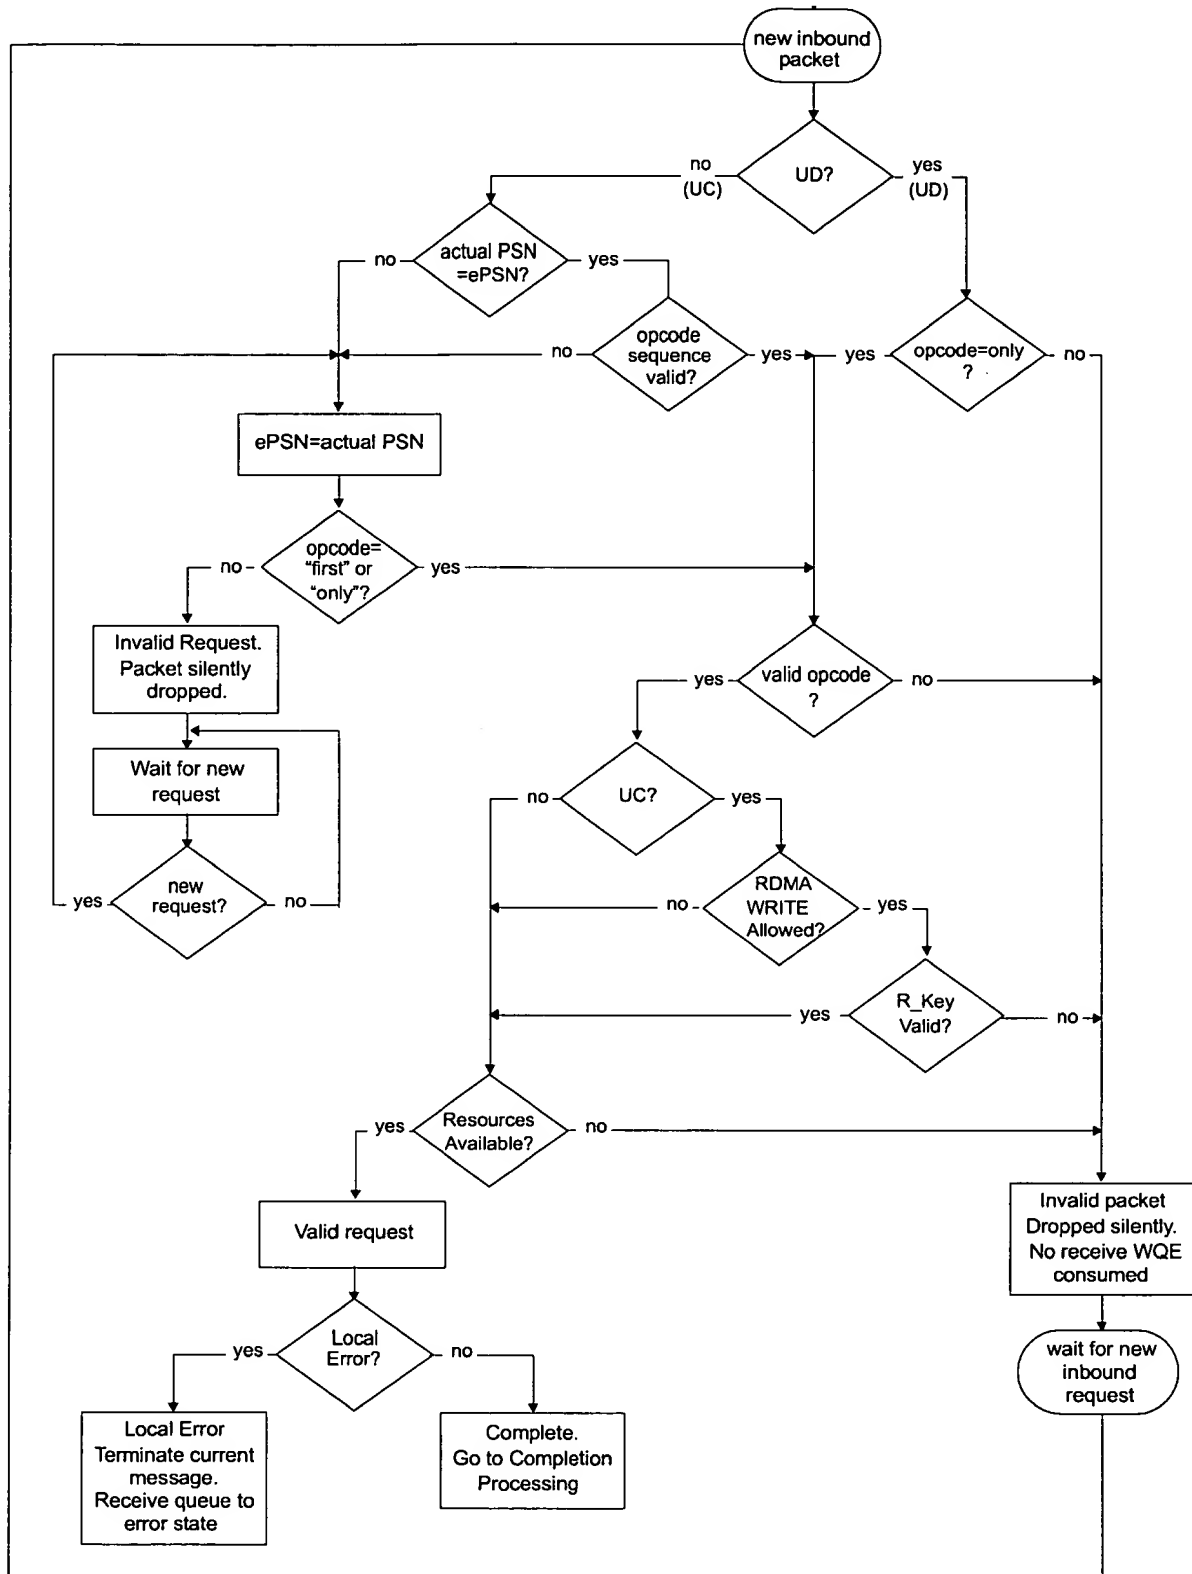 new inbound
packet
UD?
no
(UC)
yes
(UD)
actual PSN
=ePSN?
no
yes
opcode
sequence
valid?
no
yes
opcode=only
?
yes
no
ePSN=actual PSN
opcode=
"first" or
"only"?
no
yes
Invalid Request.
Packet silently
dropped.
valid opcode
?
yes
no
Wait for new
request
UC?
no
yes
new
request?
yes
no
RDMA
WRITE
Allowed?
no
yes
R_Key
Valid?
yes
no
Resources
Available?
yes
no
Valid request
Invalid packet
Dropped silently.
No receive WQE
consumed
Local
Error?
yes
no
wait for new
inbound
request
Local Error
Terminate current
message.
Receive queue to
error state
Complete.
Go to Completion
Processing